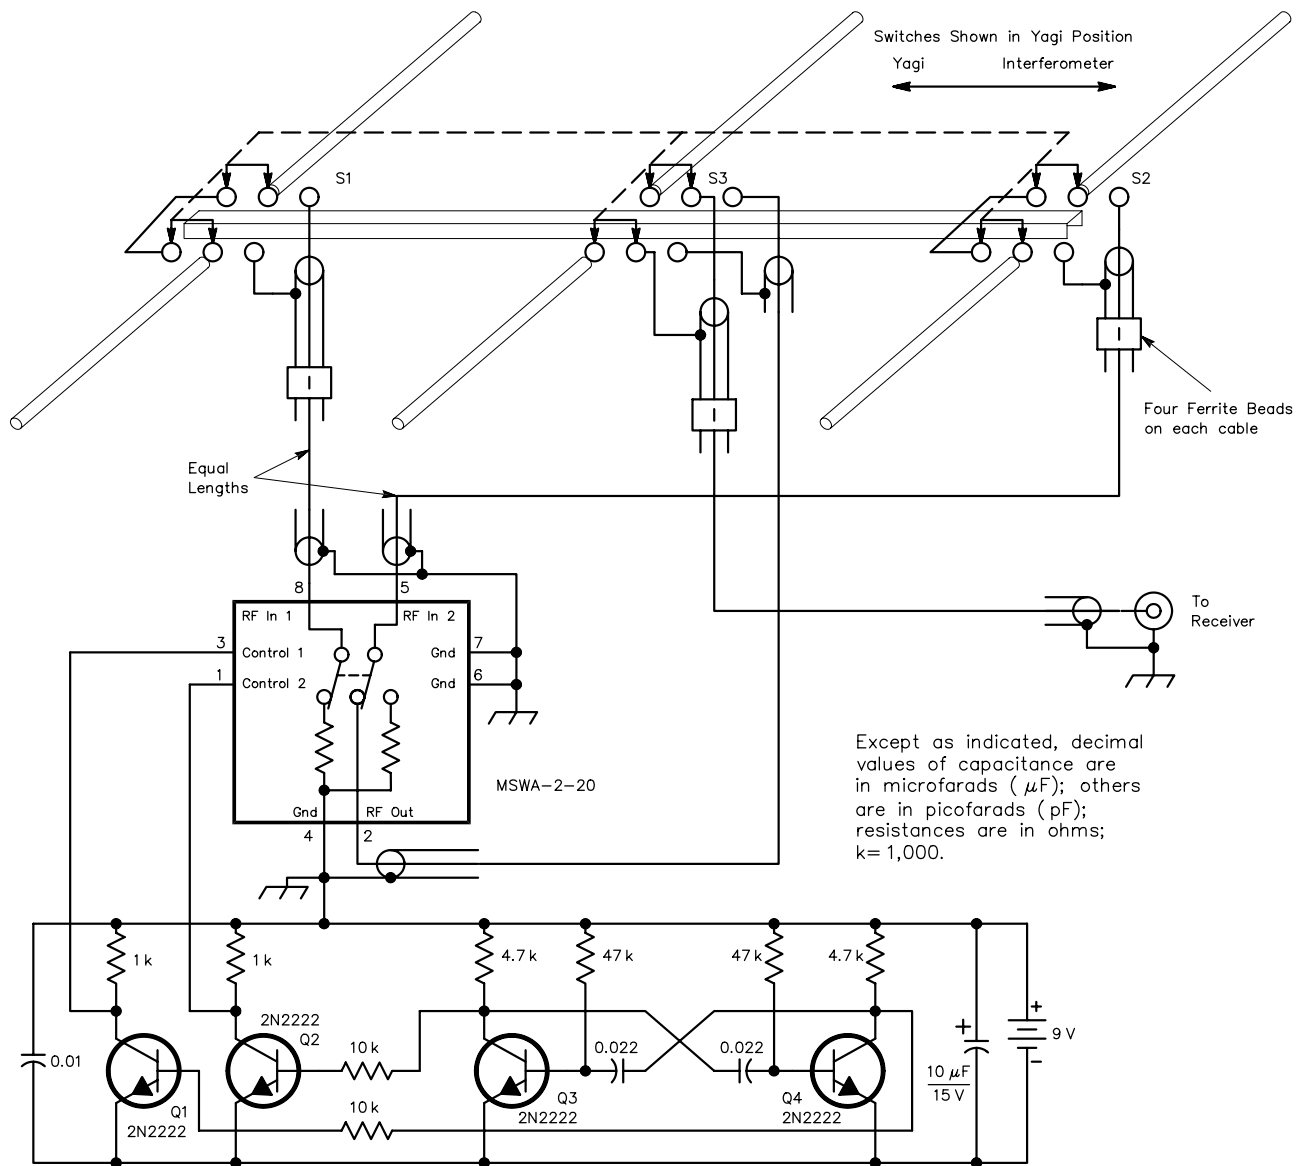 Switches Shown in Yagi Position
Yagi Interferometer
S1
S3
S2
Four Ferrite Beads
on each cable
Equal
Lengths
8
5
RF In 1
RF In 2
3
Control 1
Gnd
7
1
Control 2
Gnd
6
To
Receiver
MSWA-2-20
Gnd
RF Out
4
2
Except as indicated, decimal
values of capacitance are
in microfarads ( µF); others
are in picofarads ( pF);
resistances are in ohms;
k= 1,000.
1 k
1 k
4.7 k
47 k
47 k
4.7 k
2N2222
Q2
10 k
0.022
0.022
+
+
9 V
-
0.01
10 µF
15 V
Q1
2N2222
10 k
Q3
2N2222
Q4
2N2222